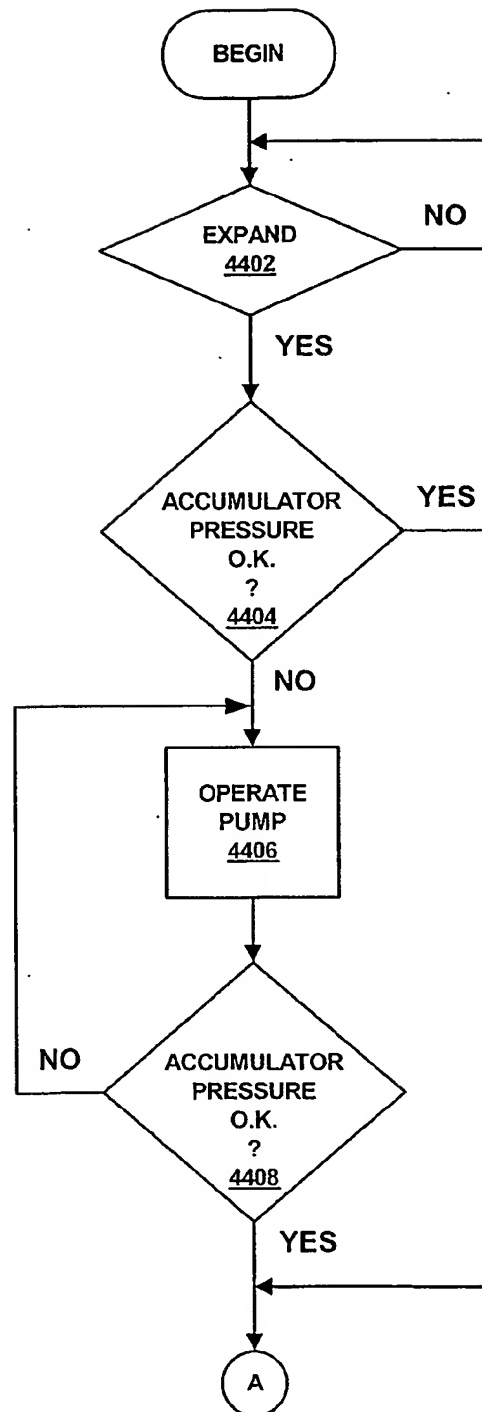 BEGIN
EXPAND
4402
NO
YES
ACCUMULATOR
PRESSURE
O.K.
?
4404
YES
NO
OPERATE
PUMP
4406
ACCUMULATOR
PRESSURE
O.K.
?
4408
NO
YES
A